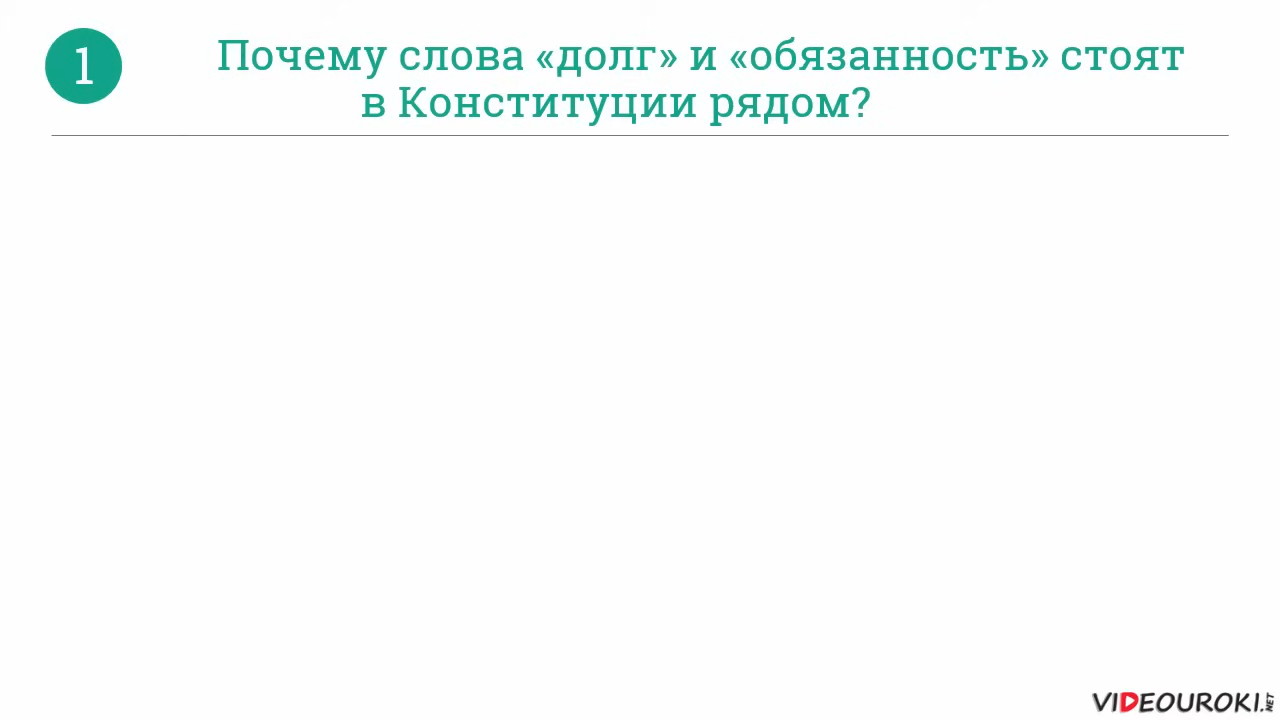 1
Почему слова «долг» и «обязанность» стоят
в Конституции рядом?
VIDEOUROKI.NET